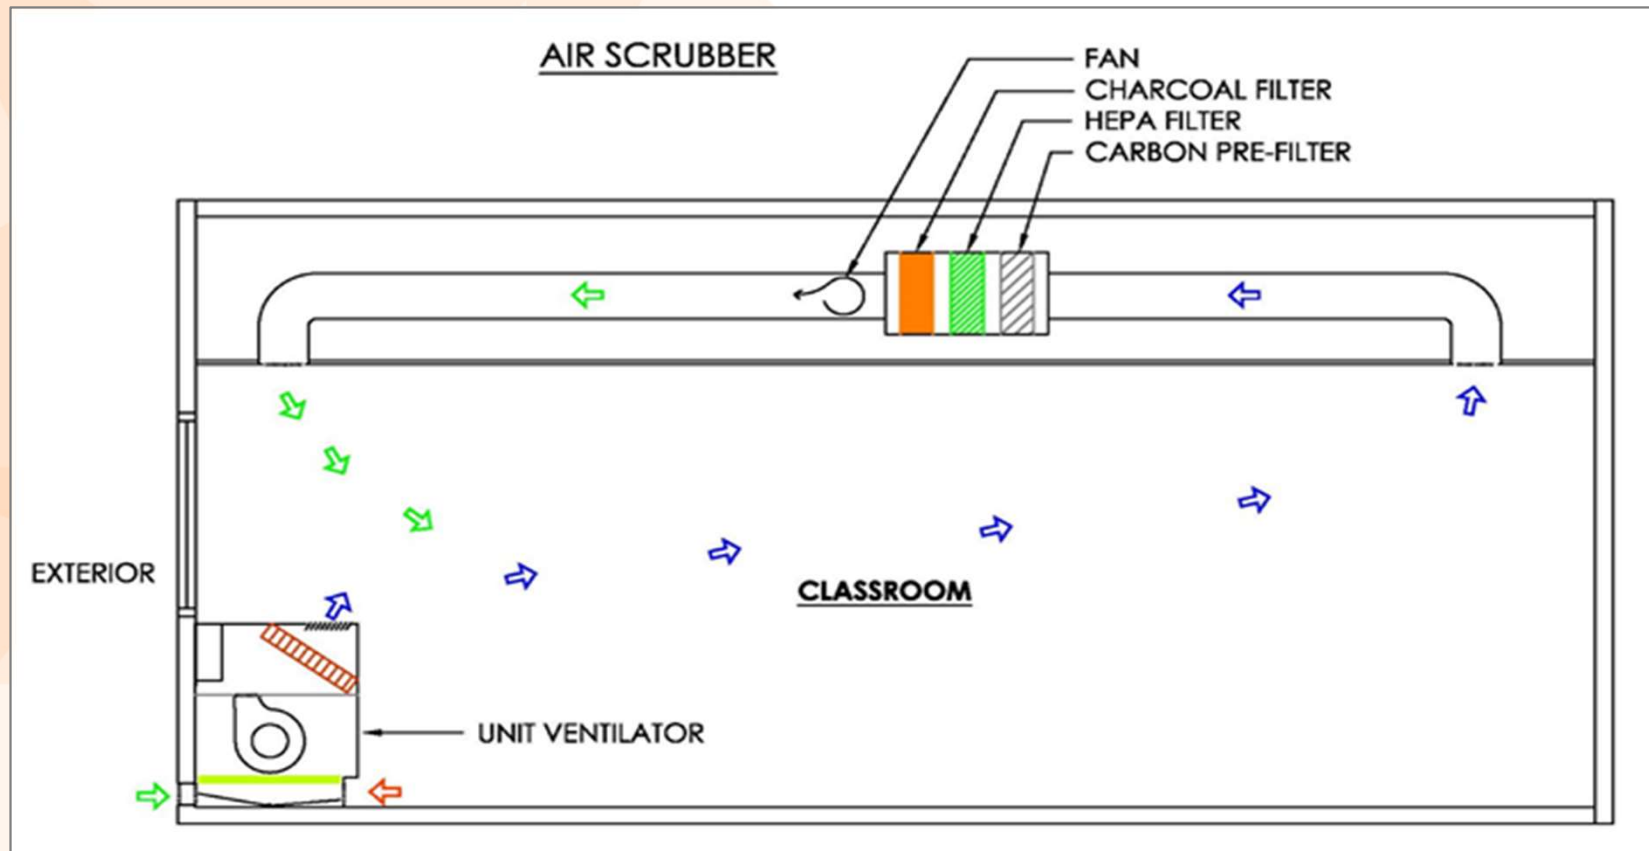 AIR SCRUBBER
FAN
CHARCOAL FILTER
HEPA FILTER
CARBON PRE-FILTER
EXTERIOR
CLASSROOM
UNIT VENTILATOR